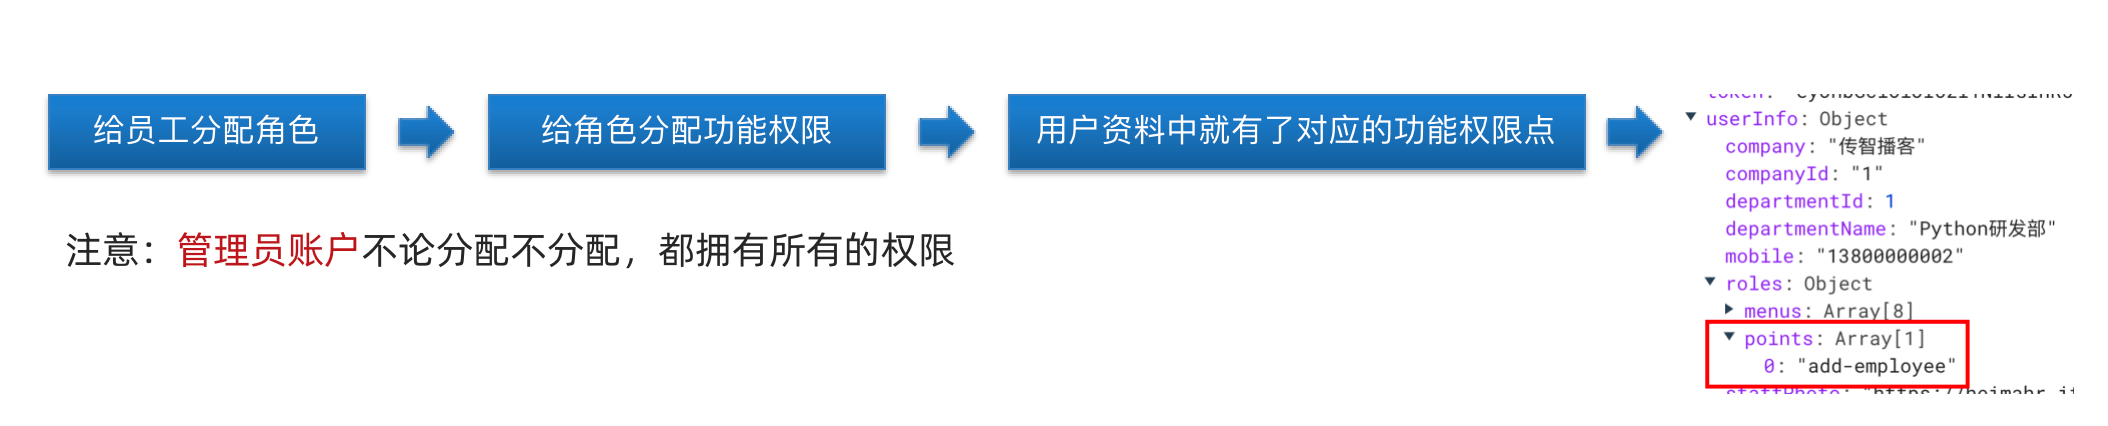 给员工分配角色
给角色分配功能权限
用户资料中就有了对应的功能权限点
注意：管理员账户不论分配不分配，都拥有所有的权限
userInfo: Object
company: "传智播客"
companyId: "1"
departmentId: 1
departmentName: "Python研发部"
mobile: "13800000002"
roles: Object
menus: Array[8]
points: Array[1]
0: "add-employee"